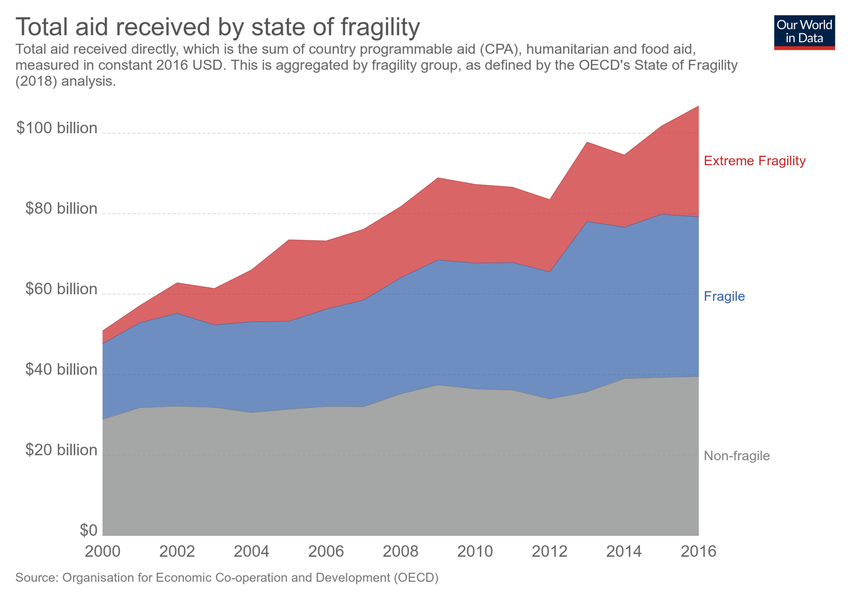 Total aid received by state of fragility
Our World
in Data
Total aid received directly, which is the sum of country programmable aid (CPA), humanitarian and food aid,
measured in constant 2016 USD. This is aggregated by fragility group, as defined by the OECD's State of Fragility
(2018) analysis.
$100 billion
$80 billion
$60 billion
$40 billion
$20 billion
$0
Extreme Fragility
Fragile
Non-fragile
2000 2002 2004 2006 2008 2010 2012 2014 2016
Source: Organisation for Economic Co-operation and Development (OECD)